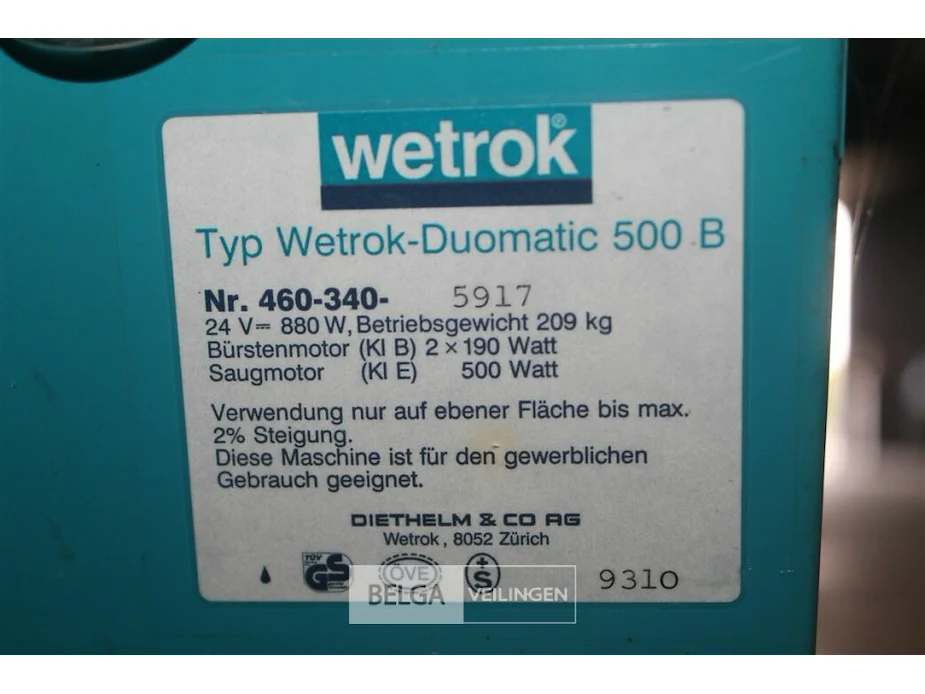 wetrok®
Typ Wetrok-Duomatic 500 B
Nr. 460-340- 5917
24 V⎓ 880 W, Betriebsgewicht 209 kg
Bürstenmotor (Kl B) 2 × 190 Watt
Saugmotor (Kl E) 500 Watt
Verwendung nur auf ebener Fläche bis max.
2% Steigung.
Diese Maschine ist für den gewerblichen
Gebrauch geeignet.
DIETHELM & CO AG
Wetrok, 8052 Zürich
TÜV GS ÖVE +S 9310
BELGA VEILINGEN